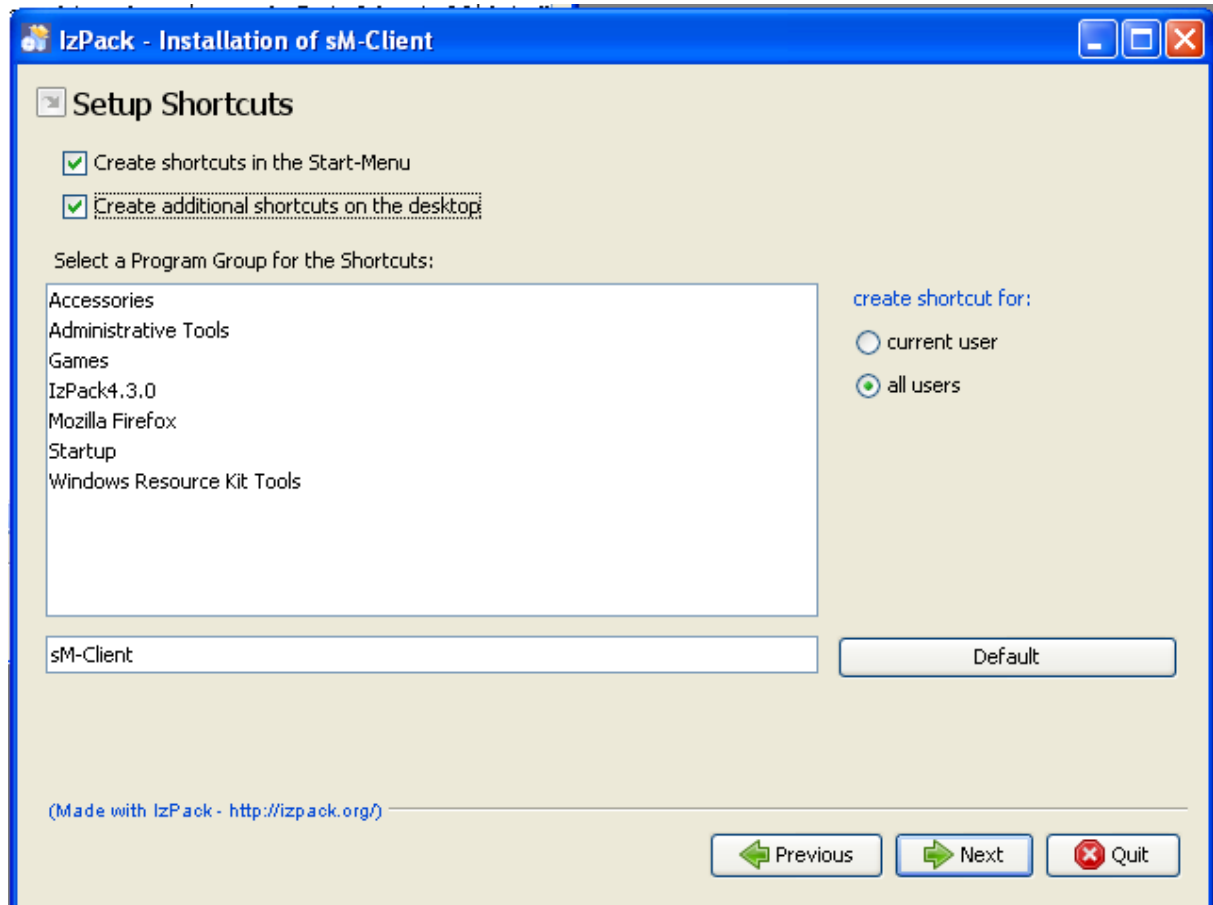 IzPack - Installation of sM-Client
Setup Shortcuts
Create shortcuts in the Start-Menu
Create additional shortcuts on the desktop
Select a Program Group for the Shortcuts:
Accessories
Administrative Tools
Games
IzPack4.3.0
Mozilla Firefox
Startup
Windows Resource Kit Tools
create shortcut for:
current user
all users
sM-Client
Default
(Made with IzPack - http://izpack.org/)
Previous
Next
Quit